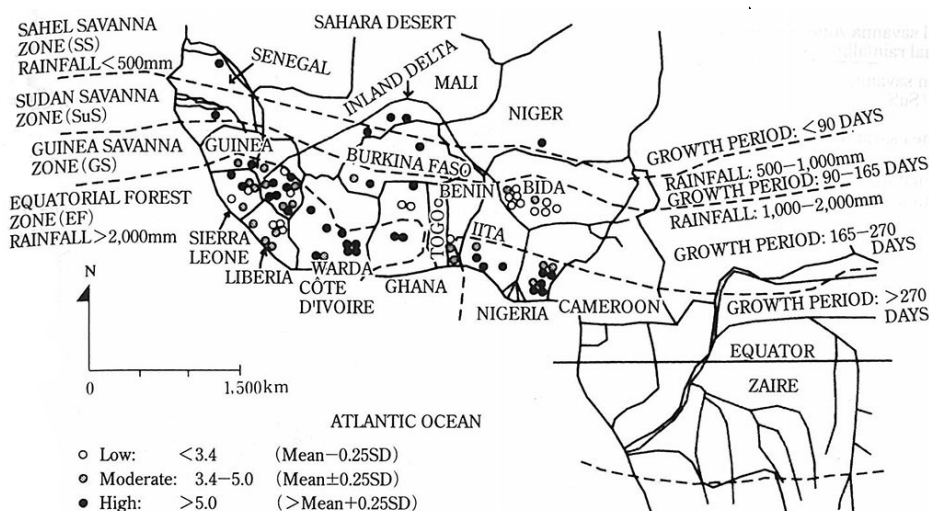 SAHARA DESERT
SAHEL SAVANNA
ZONE (SS)
RAINFALL<500mm
SENEGAL
INLAND DELTA
MALI
NIGER
SUDAN SAVANNA
ZONE (SuS)
GUINEA SAVANNA
ZONE (GS)
GUINEA
BURKINA FASO
BENIN
BIDA
GROWTH PERIOD: <90 DAYS
RAINFALL: 500-1,000mm
GROWTH PERIOD: 90-165 DAYS
RAINFALL: 1,000-2,000mm
EQUATORIAL FOREST
ZONE (EF)
RAINFALL>2,000mm
SIERRA
LEONE
LIBERIA
WARDA
CÔTE
D'IVOIRE
GHANA
TOGO
IITA
NIGERIA
CAMEROON
GROWTH PERIOD: 165-270
DAYS
GROWTH PERIOD: >270
DAYS
N
EQUATOR
ZAIRE
0
1.500km
ATLANTIC OCEAN
Low: <3.4 (Mean-0.25SD)
Moderate: 3.4-5.0 (Mean±0.25SD)
High: >5.0 (>Mean+0.25SD)